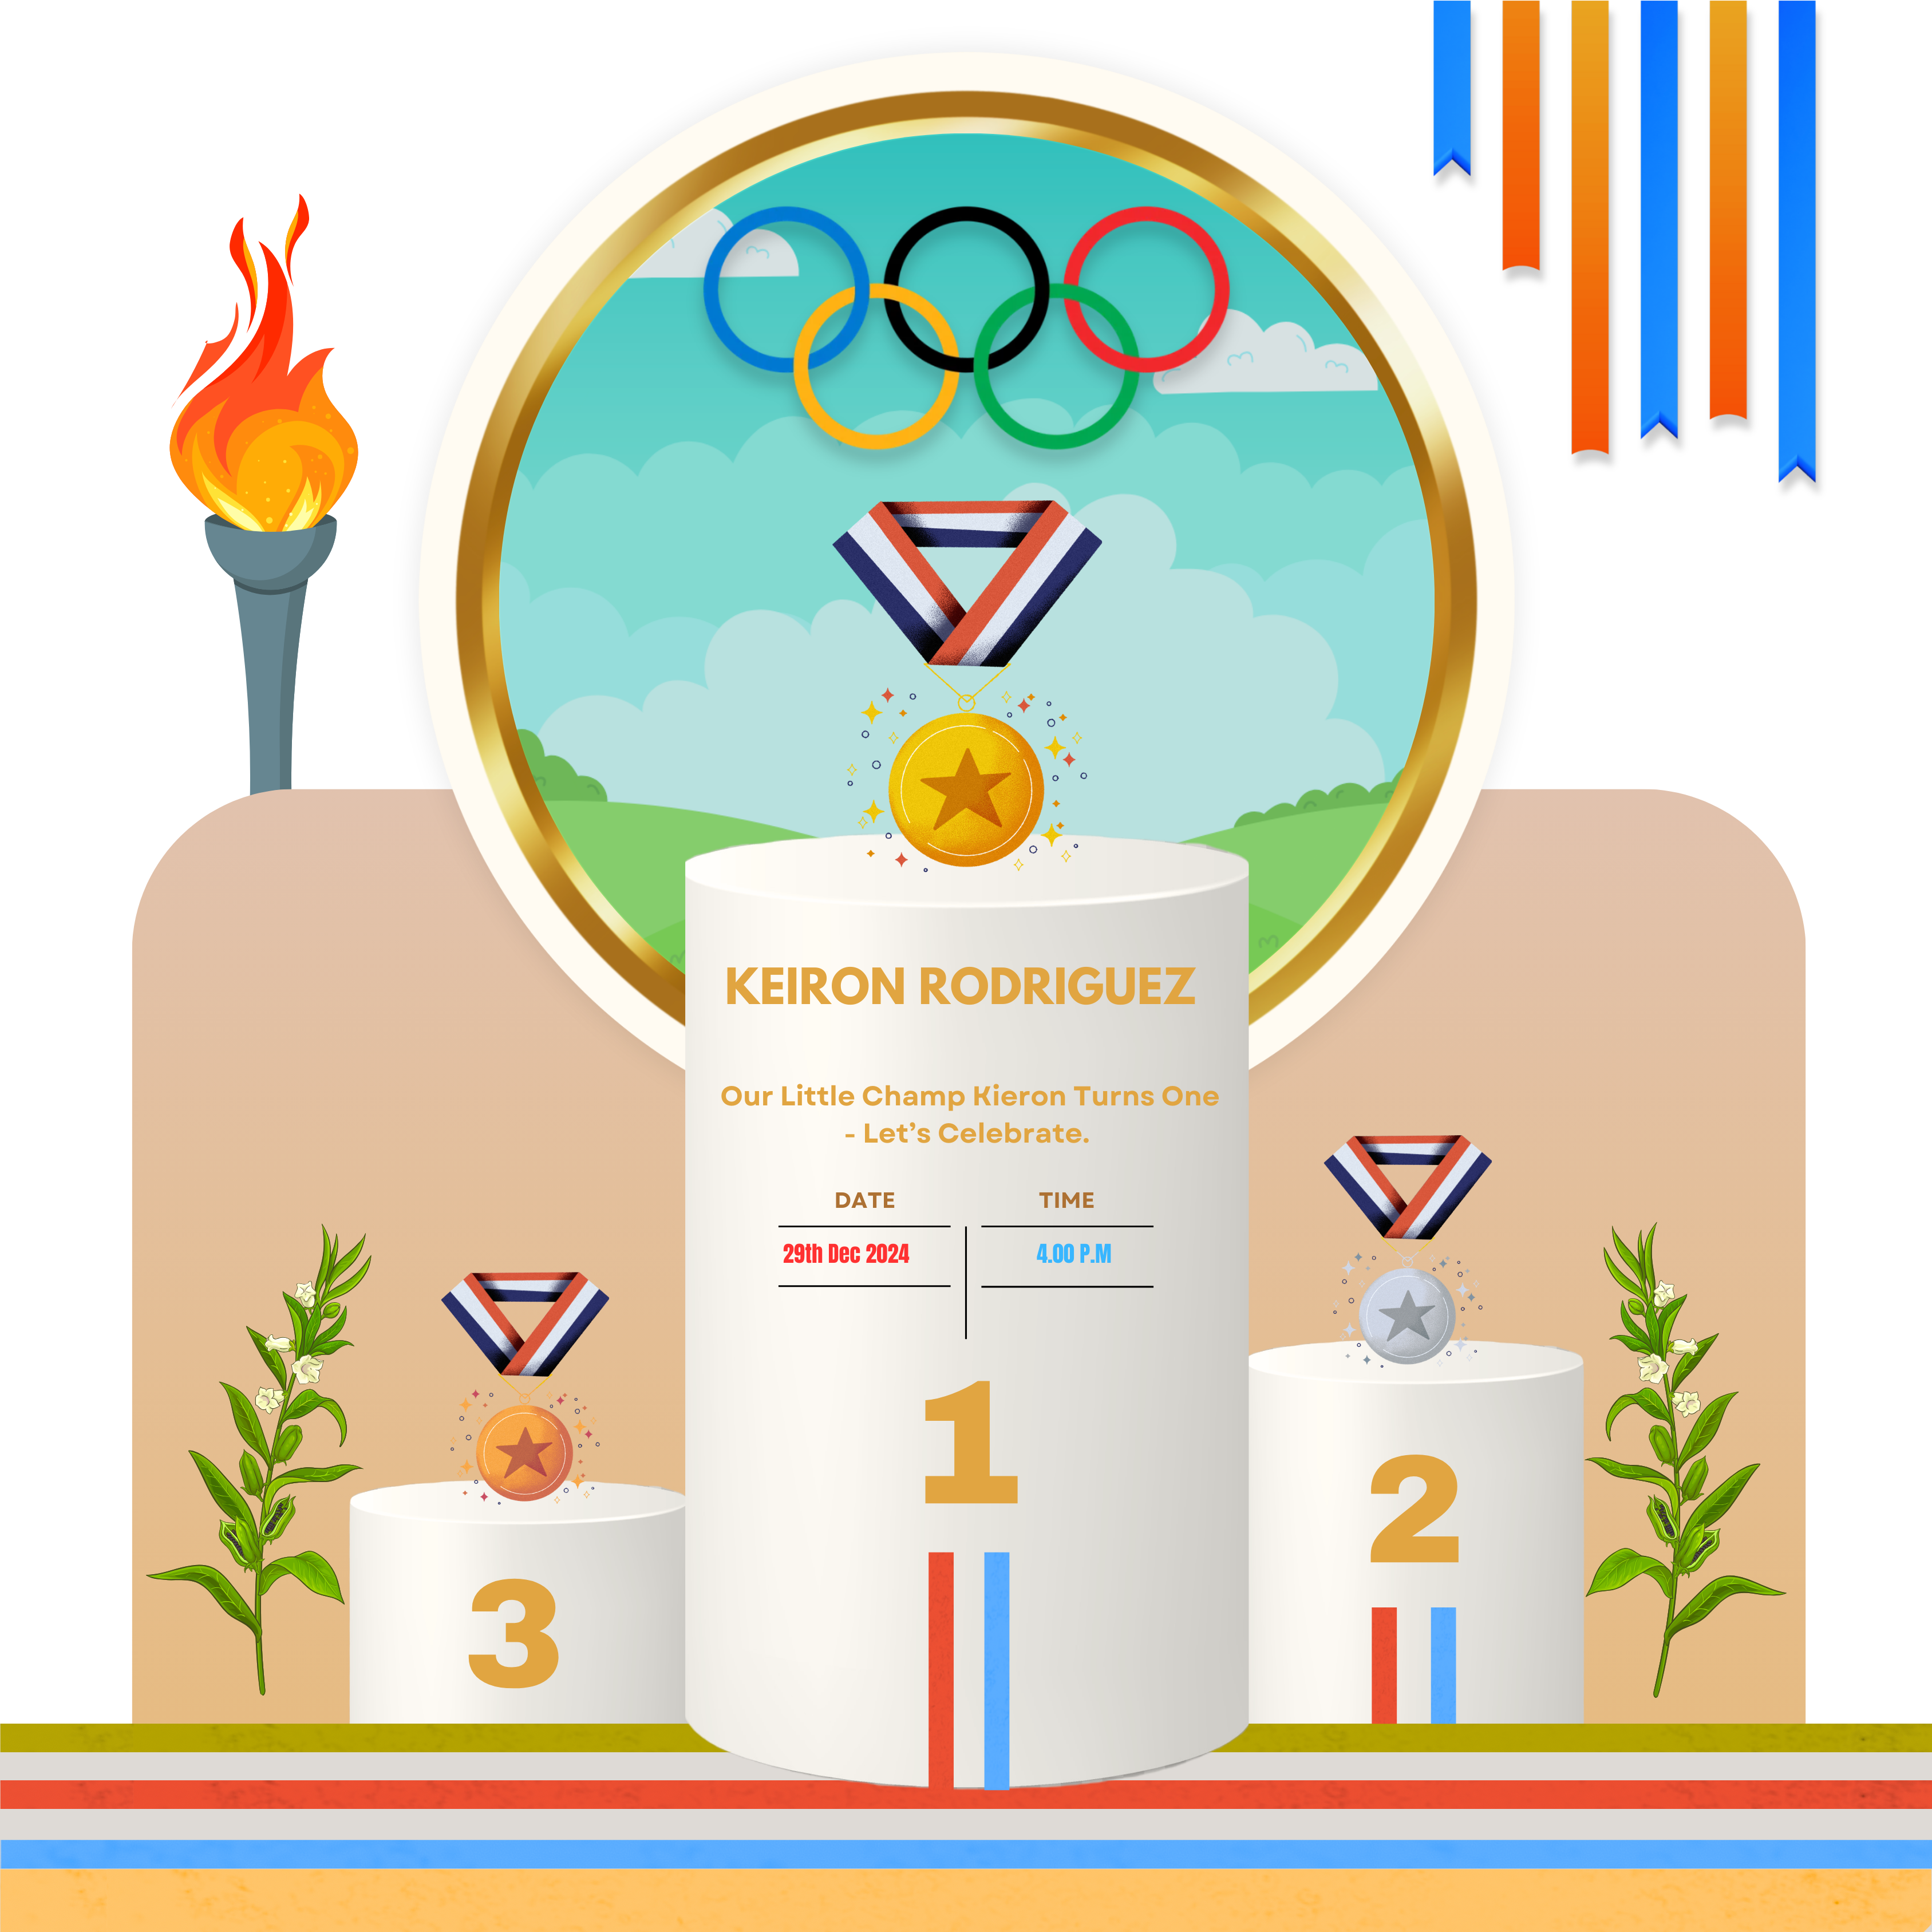 KEIRON RODRIGUEZ
Our Little Champ Kieron Turns One
- Let's Celebrate.
DATE
TIME
29th Dec 2024
4.00 P.M
1
2
3